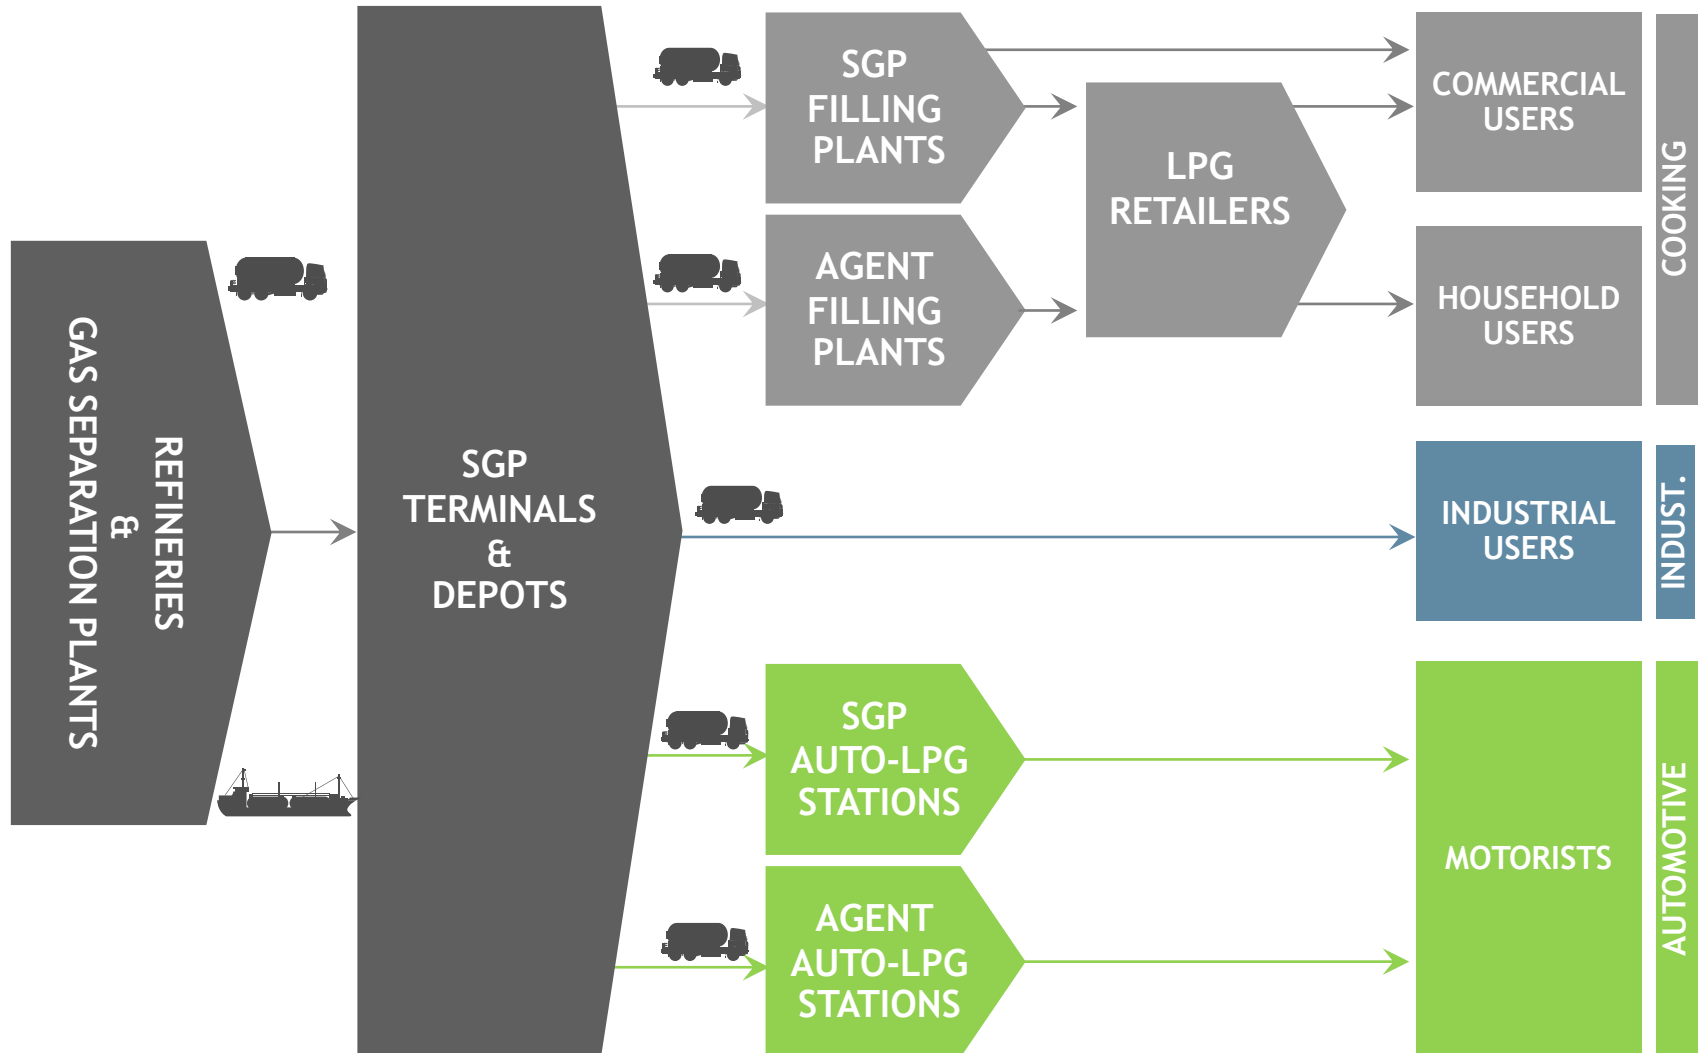 REFINERIES
&
GAS SEPARATION PLANTS
SGP
TERMINALS
&
DEPOTS
SGP
FILLING
PLANTS
AGENT
FILLING
PLANTS
LPG
RETAILERS
COMMERCIAL
USERS
HOUSEHOLD
USERS
COOKING
INDUSTRIAL
USERS
INDUST.
SGP
AUTO-LPG
STATIONS
AGENT
AUTO-LPG
STATIONS
MOTORISTS
AUTOMOTIVE